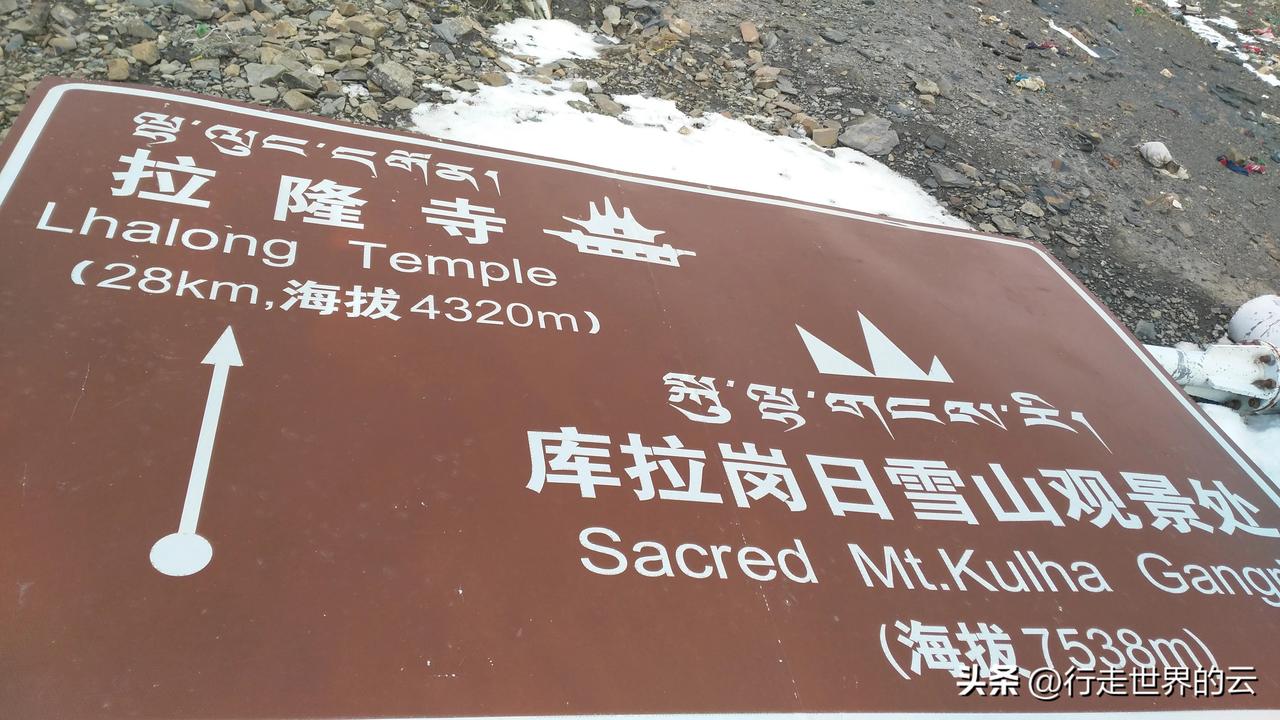 拉隆寺
Lhalong Temple
(28km,海拔4320m)
库拉岗日雪山观景处
Sacred Mt.Kulha
(海拔7538m)
头条 @行走世界的云